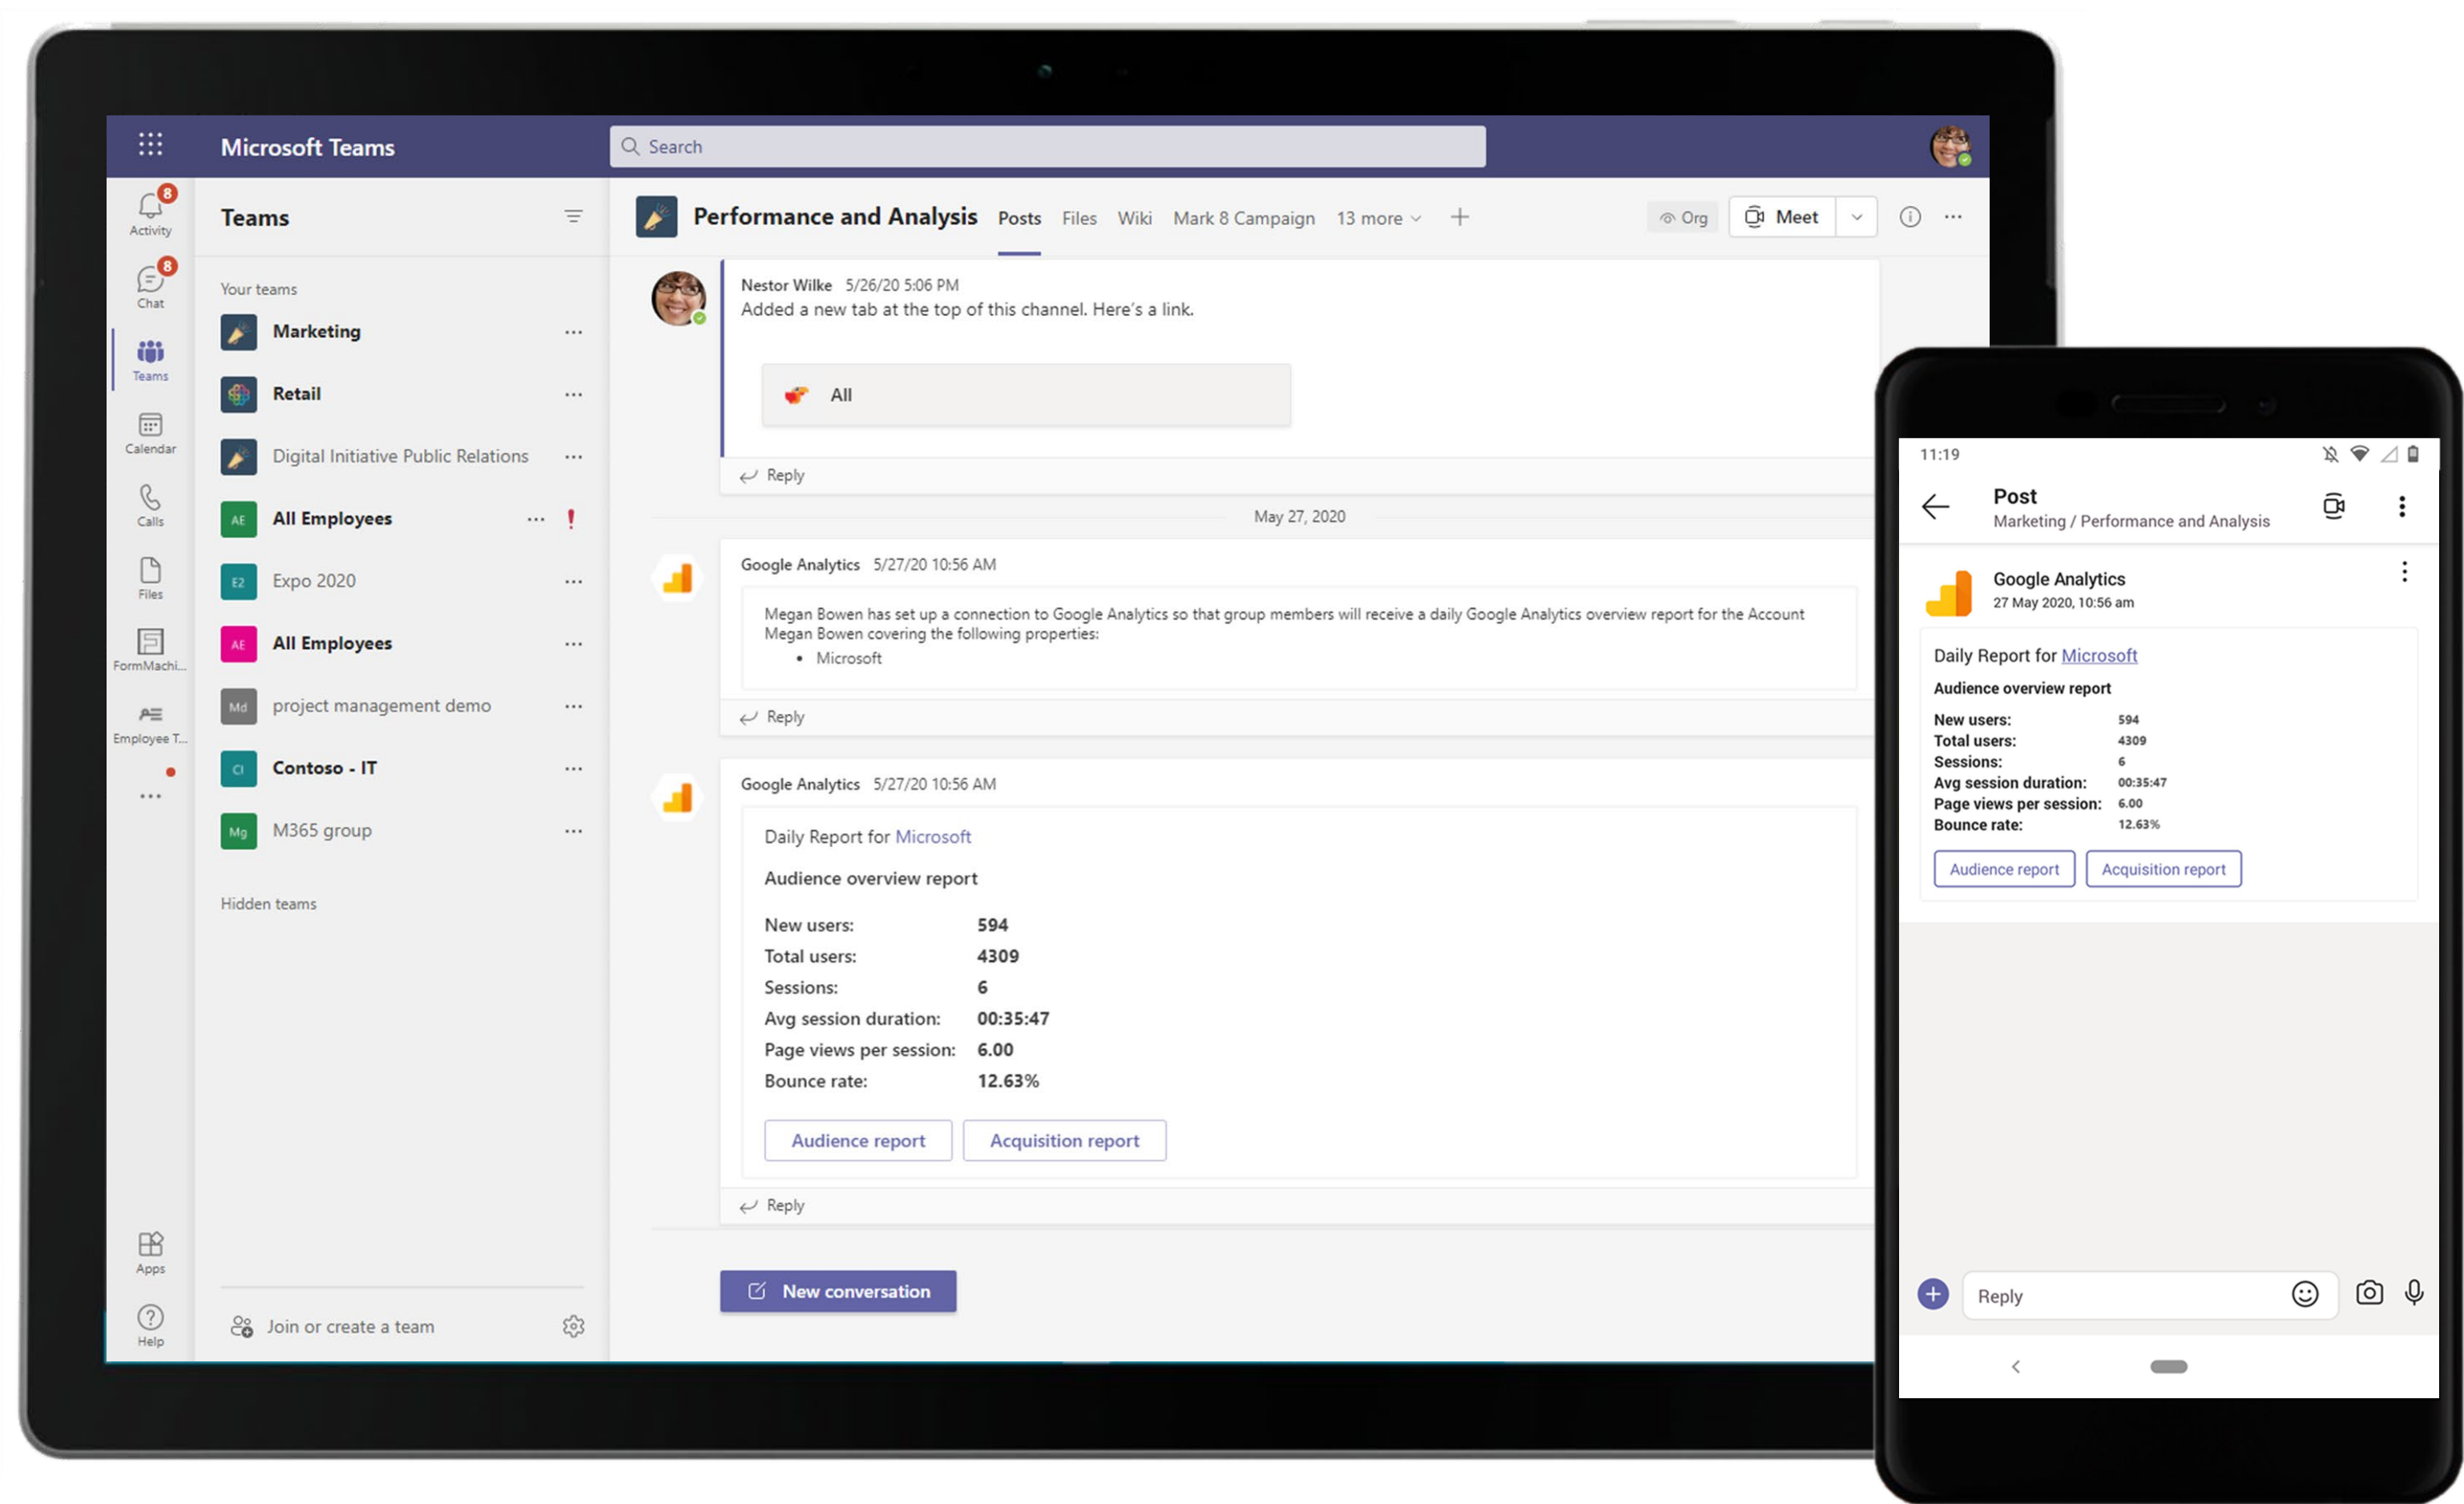 Microsoft Teams
Search
8
Activity
8
Chat
Teams
Calendar
Calls
Files
FormMachi...
Employee T...
Apps
Help
Teams
Your teams
Marketing
Retail
Digital Initiative Public Relations
AE All Employees
E2 Expo 2020
AE All Employees
Md project management demo
CI Contoso - IT
Mg M365 group
Hidden teams
Join or create a team
Performance and Analysis Posts Files Wiki Mark 8 Campaign 13 more
Org Meet
Nestor Wilke 5/26/20 5:06 PM
Added a new tab at the top of this channel. Here's a link.
All
Reply
May 27, 2020
Google Analytics 5/27/20 10:56 AM
Megan Bowen has set up a connection to Google Analytics so that group members will receive a daily Google Analytics overview report for the Account
Megan Bowen covering the following properties:
• Microsoft
Reply
Google Analytics 5/27/20 10:56 AM
Daily Report for Microsoft
Audience overview report
New users: 594
Total users: 4309
Sessions: 6
Avg session duration: 00:35:47
Page views per session: 6.00
Bounce rate: 12.63%
Audience report Acquisition report
Reply
New conversation
11:19
Post
Marketing / Performance and Analysis
Google Analytics
27 May 2020, 10:56 am
Daily Report for Microsoft
Audience overview report
New users: 594
Total users: 4309
Sessions: 6
Avg session duration: 00:35:47
Page views per session: 6.00
Bounce rate: 12.63%
Audience report Acquisition report
Reply